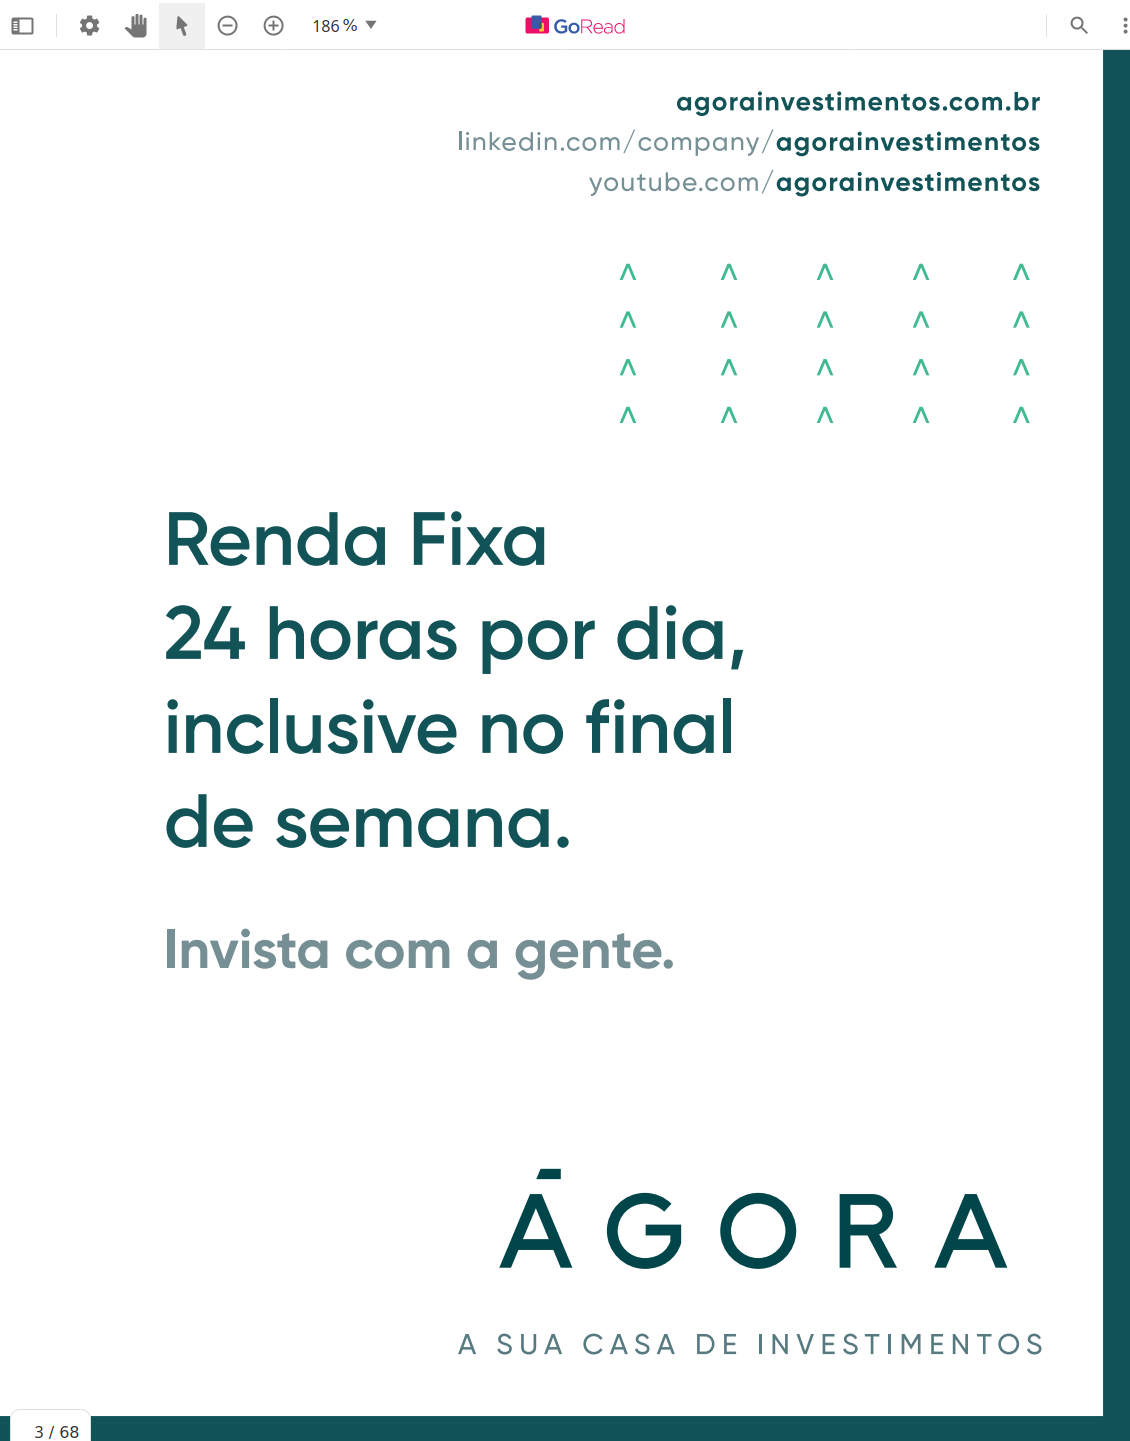 186 %
GoRead
agorainvestimentos.com.br
linkedin.com/company/agorainvestimentos
youtube.com/agorainvestimentos
^ ^ ^ ^ ^
^ ^ ^ ^ ^
^ ^ ^ ^ ^
^ ^ ^ ^ ^
Renda Fixa
24 horas por dia,
inclusive no final
de semana.
Invista com a gente.
ÁGORA
A SUA CASA DE INVESTIMENTOS
3 / 68